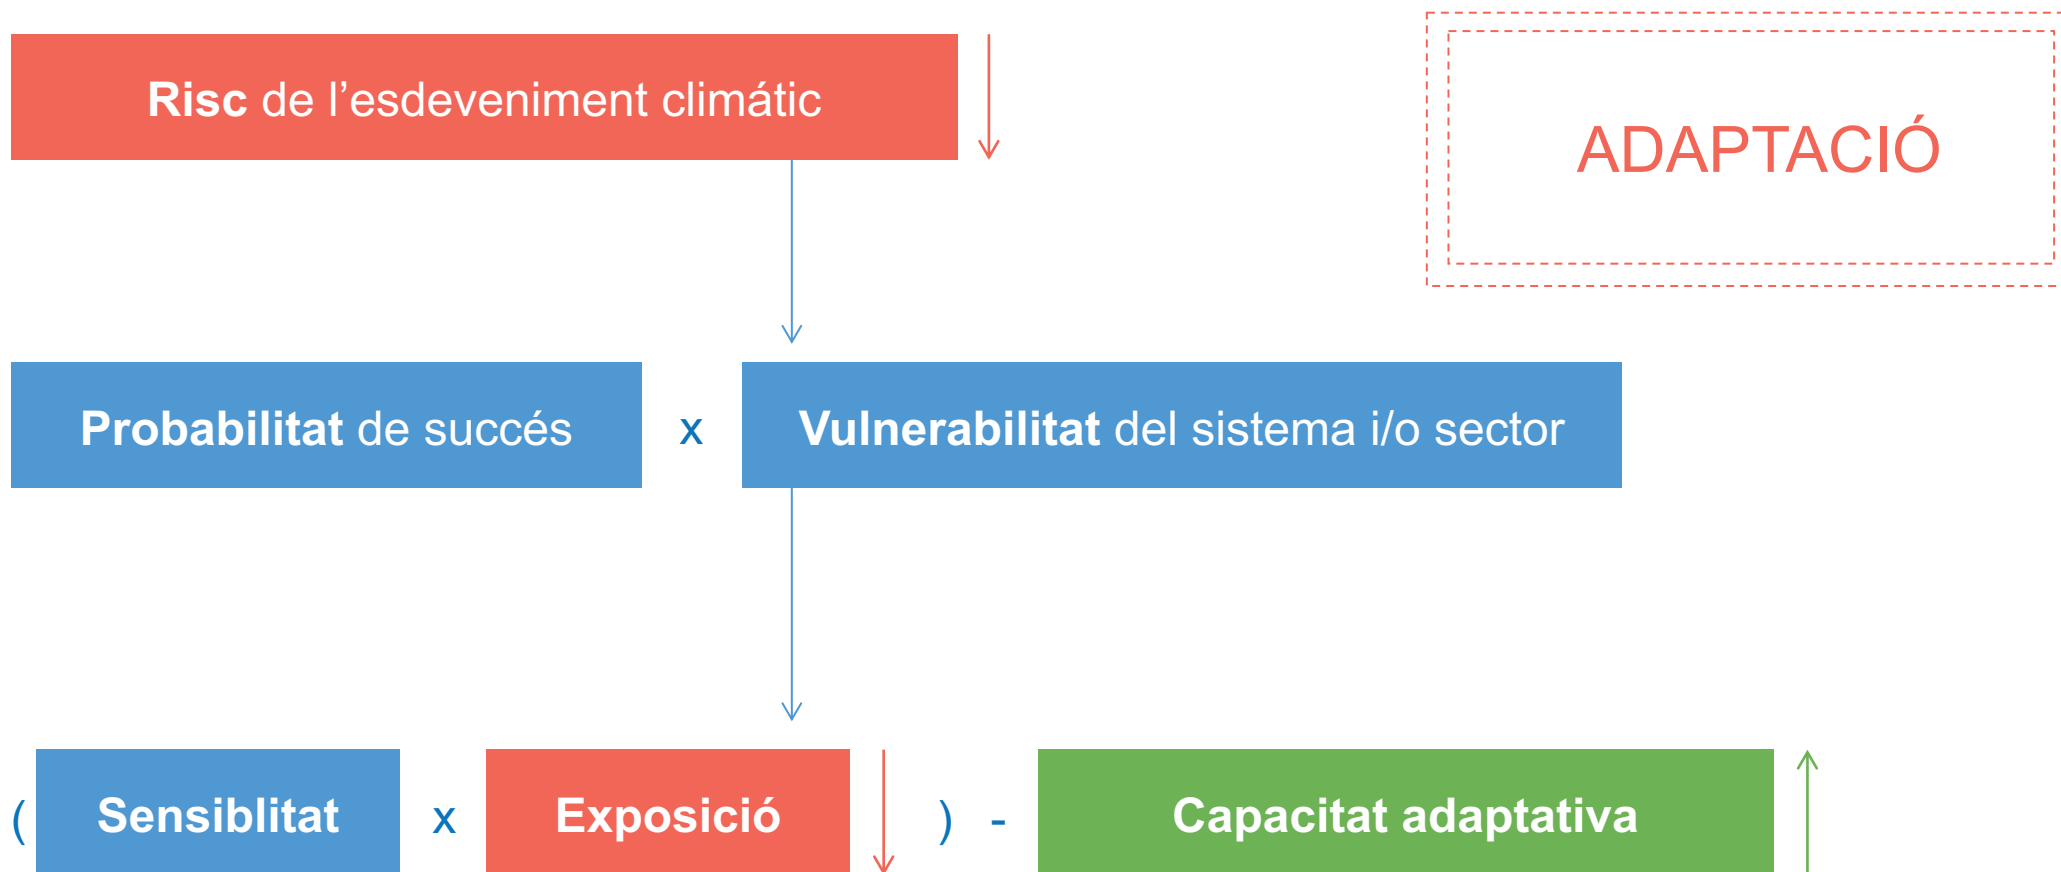 Risc de l’esdeveniment climátic
ADAPTACIÓ
Probabilitat de succés x Vulnerabilitat del sistema i/o sector
( Sensiblitat x Exposició ) - Capacitat adaptativa